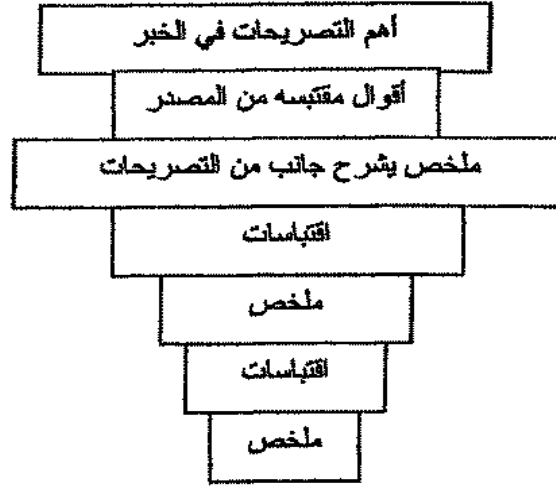 أهم التصريحات في الخبر
أقوال مقتبسه من المصدر
ملخص يشرح جانب من التصريحات
اقتباسات
ملخص
اقتباسات
ملخص